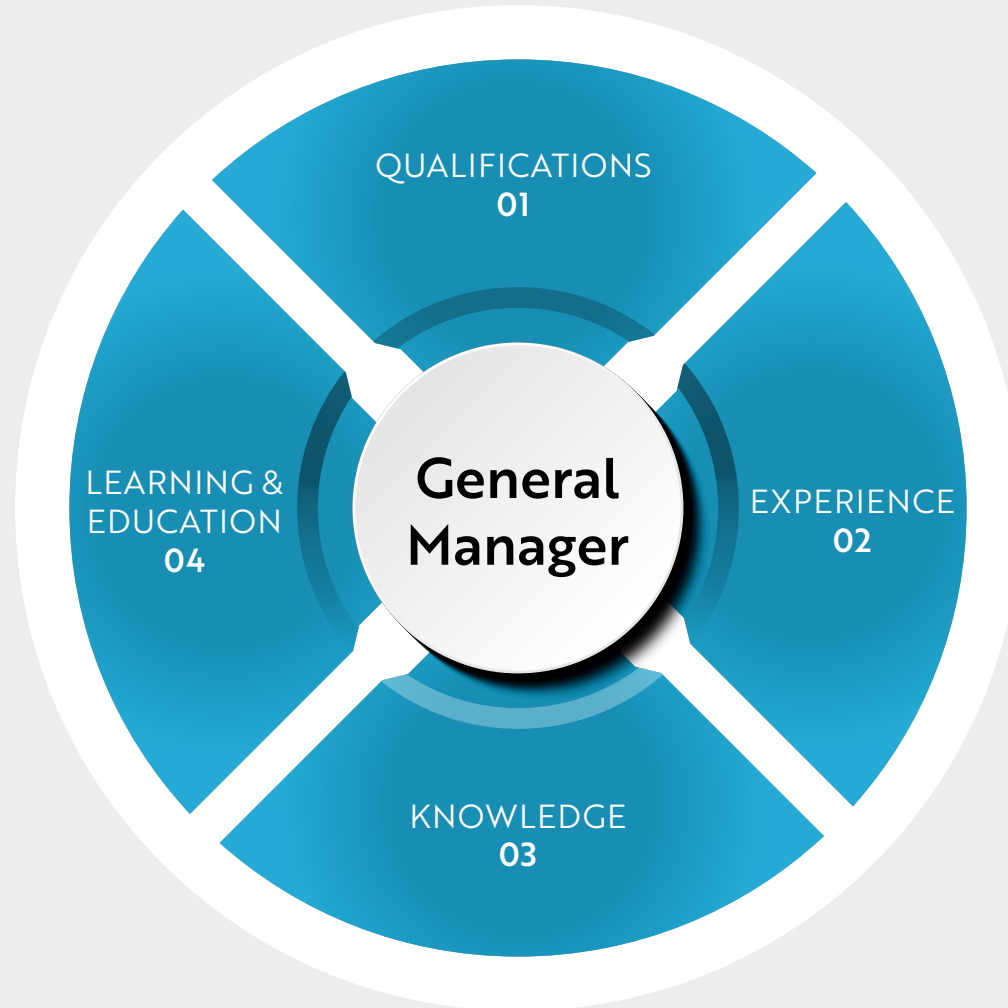 QUALIFICATIONS
01
EXPERIENCE
02
KNOWLEDGE
03
LEARNING &
EDUCATION
04
General
Manager